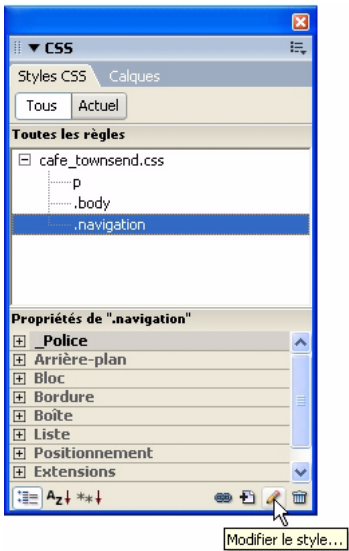 CSS
Styles CSS Calques
Tous Actuel
Toutes les règles
cafe_townsend.css
p
.body
.navigation
Propriétés de ".navigation"
_Police
Arrière-plan
Bloc
Bordure
Boîte
Liste
Positionnement
Extensions
AZ↓ **↓
Modifier le style...